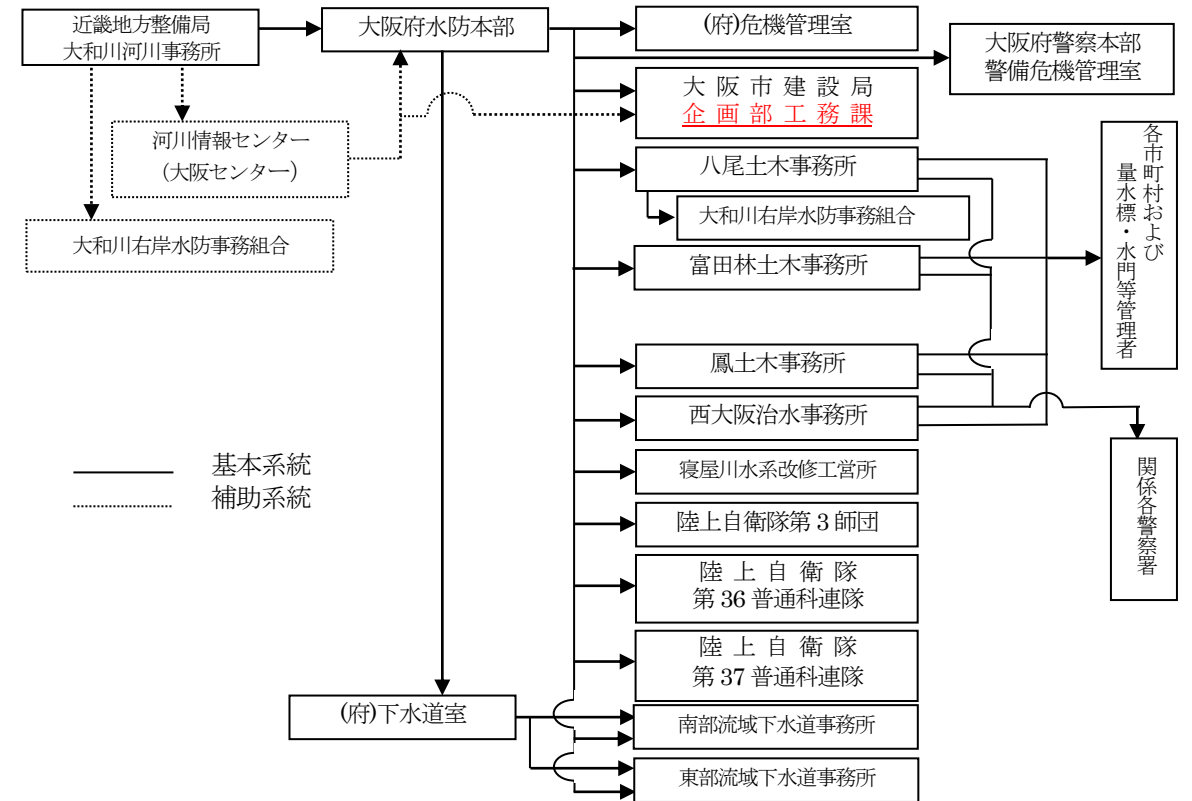 近畿地方整備局
大和川河川事務所
大阪府水防本部
(府)危機管理室
大阪府警察本部
警備危機管理室
大阪市建設局
企画部工務課
河川情報センター
(大阪センター)
大和川右岸水防事務組合
八尾土木事務所
大和川右岸水防事務組合
富田林土木事務所
各市町村および
量水標・水門等管理者
鳳土木事務所
西大阪治水事務所
寝屋川水系改修工営所
関係各警察署
基本系統
補助系統
陸上自衛隊第3師団
陸上自衛隊
第36普通科連隊
陸上自衛隊
第37普通科連隊
(府)下水道室
南部流域下水道事務所
東部流域下水道事務所